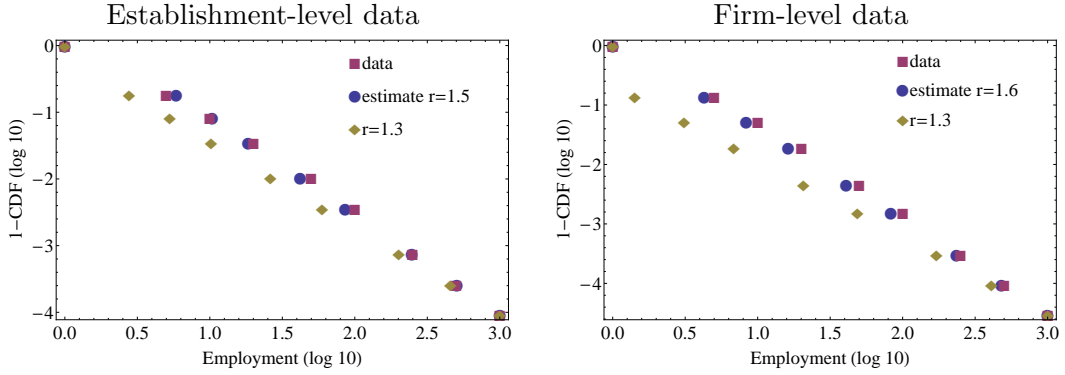 Establishment-level data
0
−1
−2
−3
−4
1−CDF (log 10)
data
estimate r=1.5
r=1.3
0.0 0.5 1.0 1.5 2.0 2.5 3.0
Employment (log 10)
Firm-level data
0
−1
−2
−3
−4
1−CDF (log 10)
data
estimate r=1.6
r=1.3
0.0 0.5 1.0 1.5 2.0 2.5 3.0
Employment (log 10)